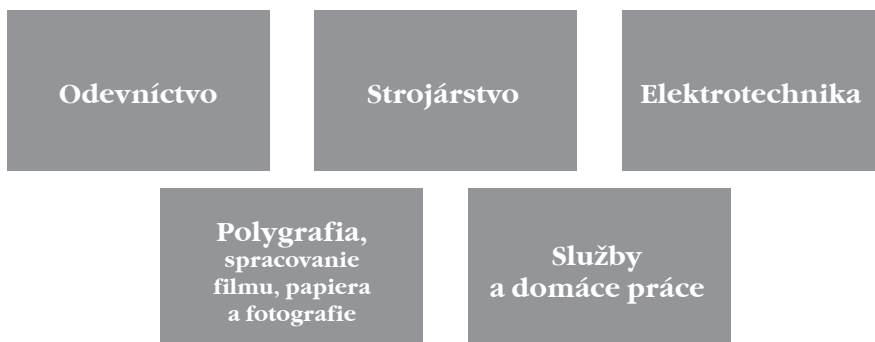 Odevníctvo
Strojárstvo
Elektrotechnika
Polygrafia,
spracovanie
filmu, papiera
a fotografie
Služby
a domáce práce